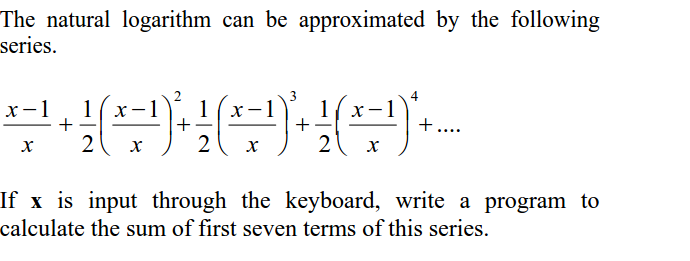 The natural logarithm can be approximated by the following
series.
$\frac{x-1}{x} + \frac{1}{2}\left(\frac{x-1}{x}\right)^2 + \frac{1}{2}\left(\frac{x-1}{x}\right)^3 + \frac{1}{2}\left(\frac{x-1}{x}\right)^4 + ....$
If x is input through the keyboard, write a program to
calculate the sum of first seven terms of this series.